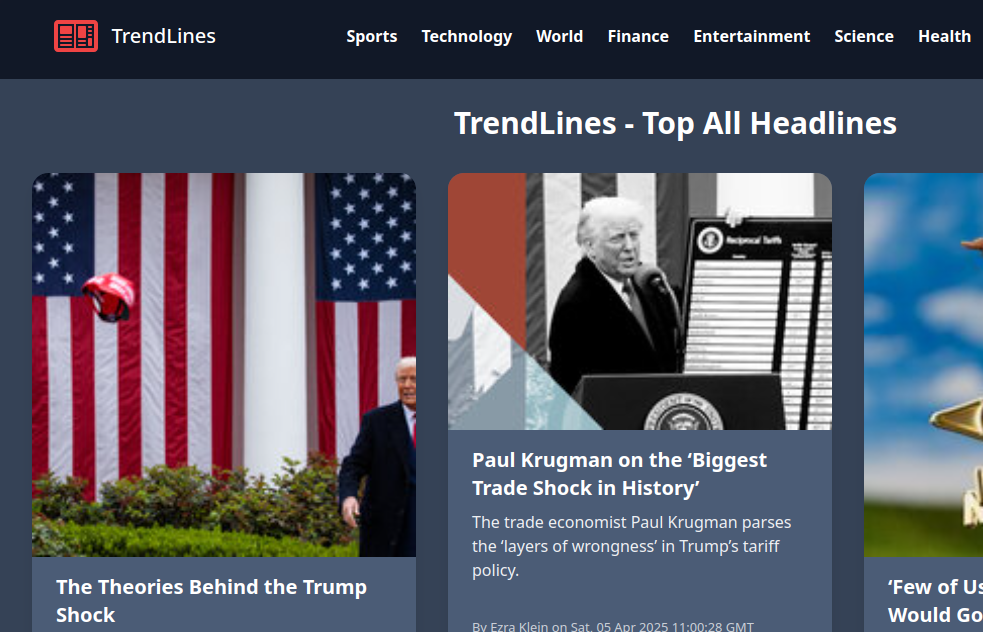 TrendLines
Sports Technology World Finance Entertainment Science Health
TrendLines - Top All Headlines
Reciprocal Tariffs
The Theories Behind the Trump
Shock
Paul Krugman on the ‘Biggest
Trade Shock in History’
The trade economist Paul Krugman parses
the ‘layers of wrongness’ in Trump’s tariff
policy.
By Ezra Klein on Sat, 05 Apr 2025 11:00:28 GMT
‘Few of Us
Would Go